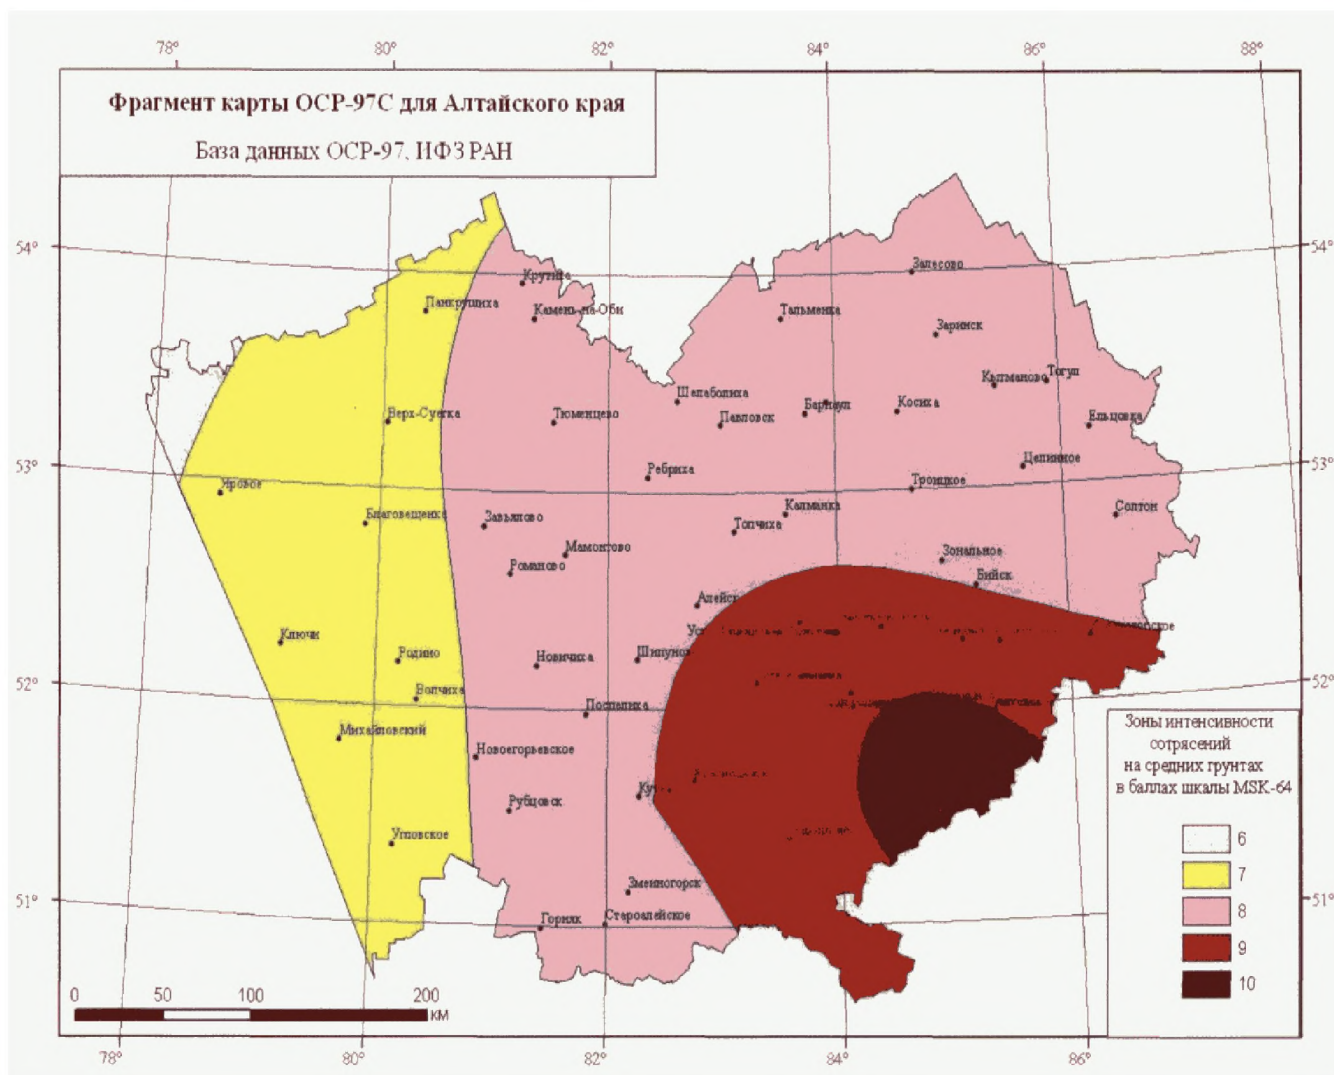 78° 80° 82° 84° 86° 88°
Фрагмент карты ОСР-97С для Алтайского края
База данных ОСР-97, ИФЗ РАН
54° 54°
Залесово
Крутиха
Панкрушиха
Камень-на-Оби
Тальменка
Заринск
Кытманово
Тогул
Шелаболиха
Барнаул
Косиха
Верх-Суетка
Тюменцево
Павловск
Ельцовка
53° 53°
Целинное
Ребриха
Яровое
Троицкое
Калманка
Солтон
Благовещенка
Завьялово
Топчиха
Мамонтово
Зональное
Романово
Бийск
Ключи
Родино
Новичиха
52° 52°
Волчиха
Поспелиха
Михайловский
Новоегорьевское
Рубцовск
Угловское
51° 51°
Змеиногорск
Горняк
Староалейское
Зоны интенсивности
сотрясений
на средних грунтах
в баллах шкалы MSK-64
6
7
8
9
10
0 50 100 200
км
78° 80° 82° 84° 86°